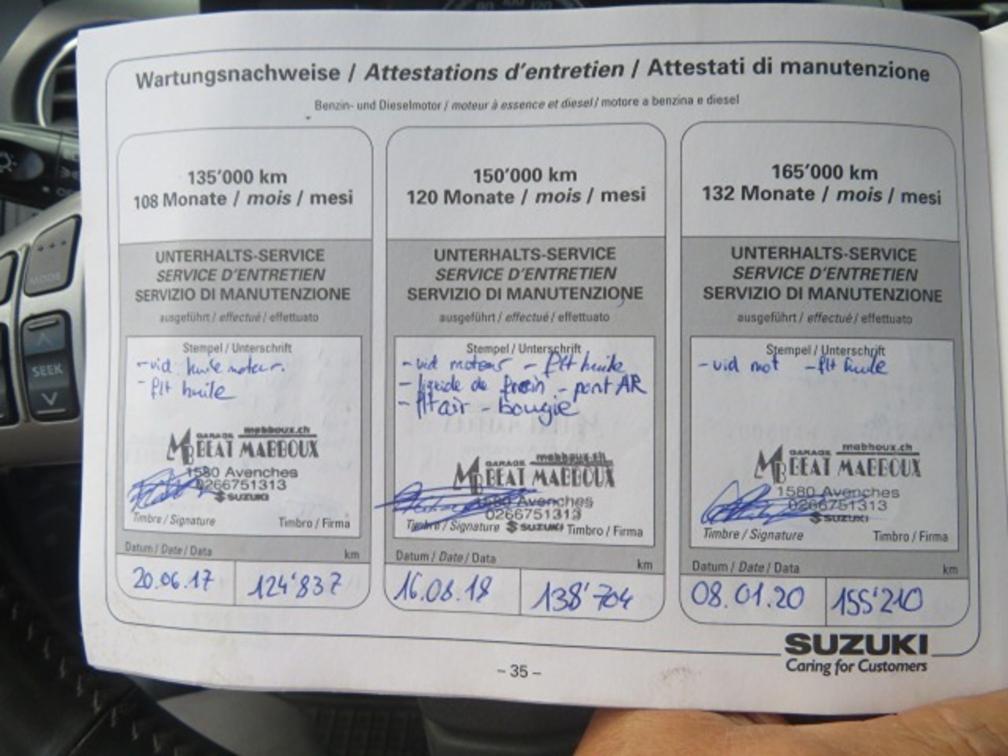 Wartungsnachweise / Attestations d'entretien / Attestati di manutenzione
Benzin- und Dieselmotor / moteur à essence et diesel / motore a benzina e diesel
135'000 km
108 Monate / mois / mesi
UNTERHALTS-SERVICE
SERVICE D'ENTRETIEN
SERVIZIO DI MANUTENZIONE
ausgeführt / effectué / effettuato
Stempel / Unterschrift
- vid huile moteur.
- flt huile
GARAGE mabboux.ch
MB BEAT MABBOUX
1580 Avenches
0266751313
SUZUKI
Timbre / Signature Timbro / Firma
Datum / Date / Data km
20.06.17 124'837
150'000 km
120 Monate / mois / mesi
UNTERHALTS-SERVICE
SERVICE D'ENTRETIEN
SERVIZIO DI MANUTENZIONE
ausgeführt / effectué / effettuato
Stempel / Unterschrift
- vid moteur - flt huile
- liquide de frein - pont AR
- flt air - bougie
GARAGE mabboux.ch
MB BEAT MABBOUX
1580 Avenches
0266751313
Timbre / Signature SUZUKI Timbro / Firma
Datum / Date / Data km
16.08.18 138'704
165'000 km
132 Monate / mois / mesi
UNTERHALTS-SERVICE
SERVICE D'ENTRETIEN
SERVIZIO DI MANUTENZIONE
ausgeführt / effectué / effettuato
Stempel / Unterschrift
- vid mot - flt huile
GARAGE mabboux.ch
MB BEAT MABBOUX
1580 Avenches
0266751313
SUZUKI
Timbre / Signature Timbro / Firma
Datum / Date / Data km
08.01.20 155'210
SUZUKI
Caring for Customers
- 35 -
MODE
SEEK